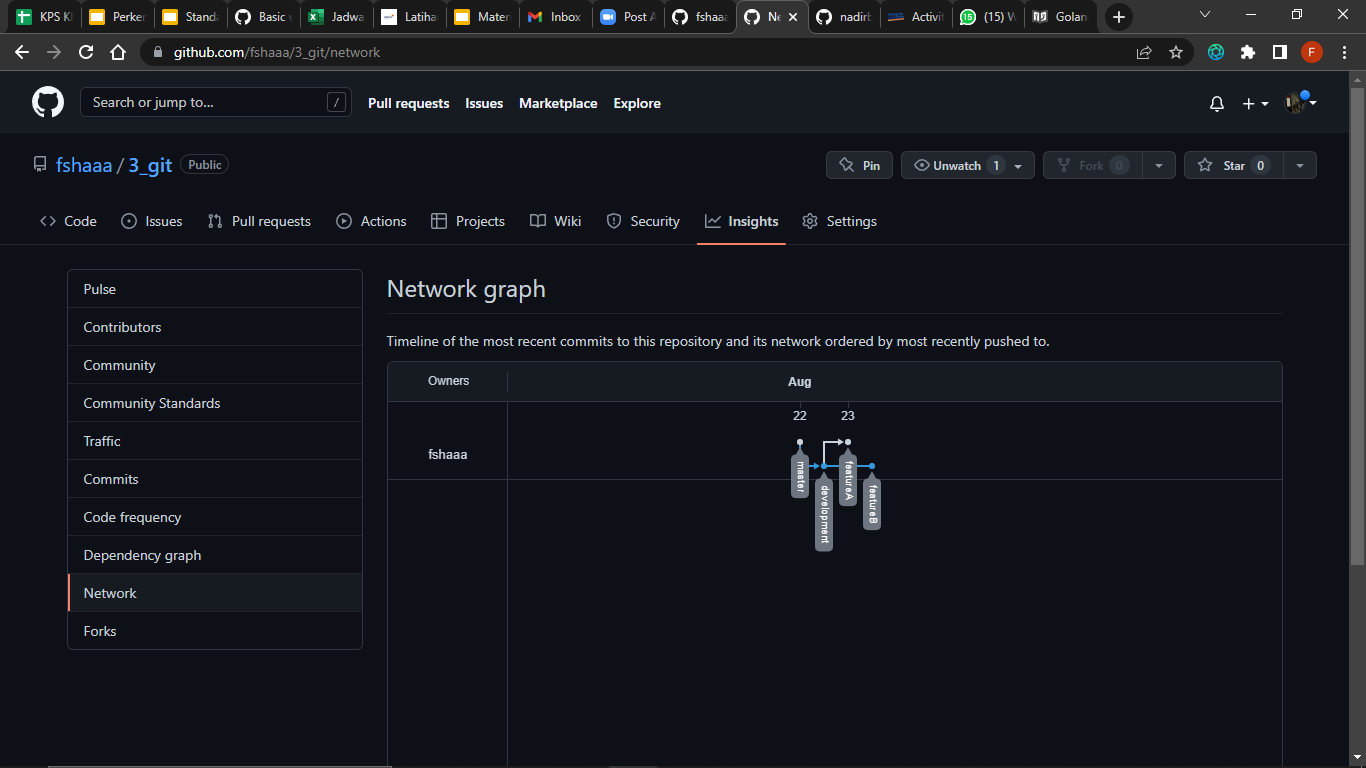 KPS K
Perker
Standa
Basic
Jadwa
Latiha
Mater
Inbox
Post A
fshaa
Ne
nadirb
Activit
(15) W
Golan
github.com/fshaaa/3_git/network
F
Search or jump to...
/
Pull requests
Issues
Marketplace
Explore
fshaaa / 3_git
Public
Pin
Unwatch 1
Fork 0
Star 0
Code
Issues
Pull requests
Actions
Projects
Wiki
Security
Insights
Settings
Pulse
Contributors
Community
Community Standards
Traffic
Commits
Code frequency
Dependency graph
Network
Forks
Network graph
Timeline of the most recent commits to this repository and its network ordered by most recently pushed to.
Owners
Aug
22
23
fshaaa
master
development
featureA
featureB